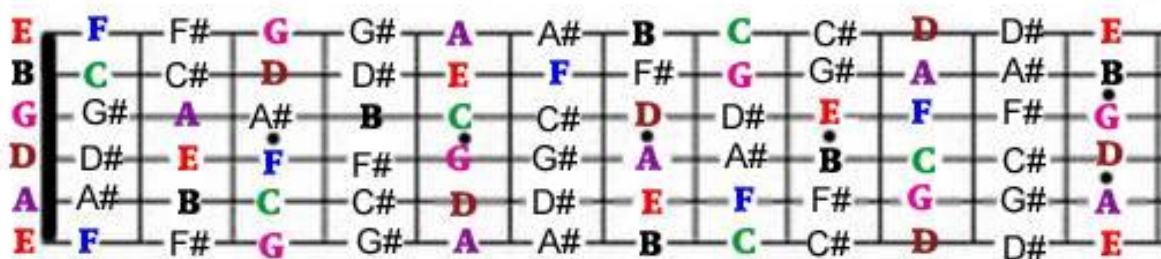 E F F# G G# A A# B C C# D D# E
B C C# D D# E F F# G G# A A# B
G G# A A# B C C# D D# E F F# G
D D# E F F# G G# A A# B C C# D
A A# B C C# D D# E F F# G G# A
E F F# G G# A A# B C C# D D# E